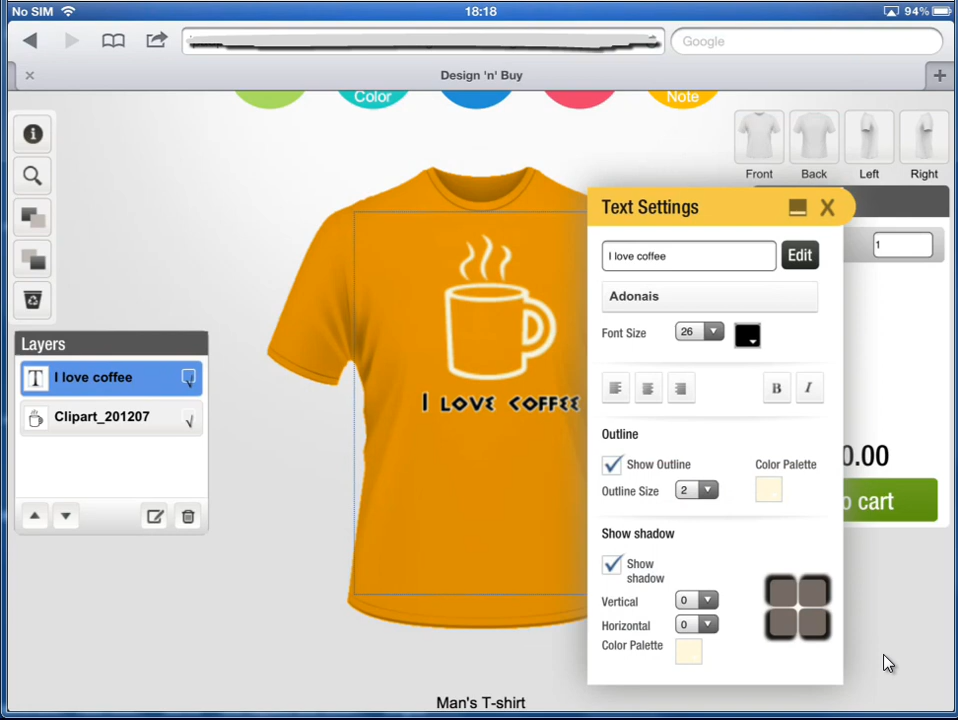 No SIM 18:18 94%
Google
Design 'n' Buy
Color Note
Front Back Left Right
Text Settings
1
I love coffee Edit
Adonais
Font Size 26
B I
Layers
I love coffee
Clipart_201207
I LOVE COFFEE
Outline
Show Outline Color Palette
Outline Size 2
0.00
o cart
Show shadow
Show
shadow
Vertical 0
Horizontal 0
Color Palette
Man's T-shirt